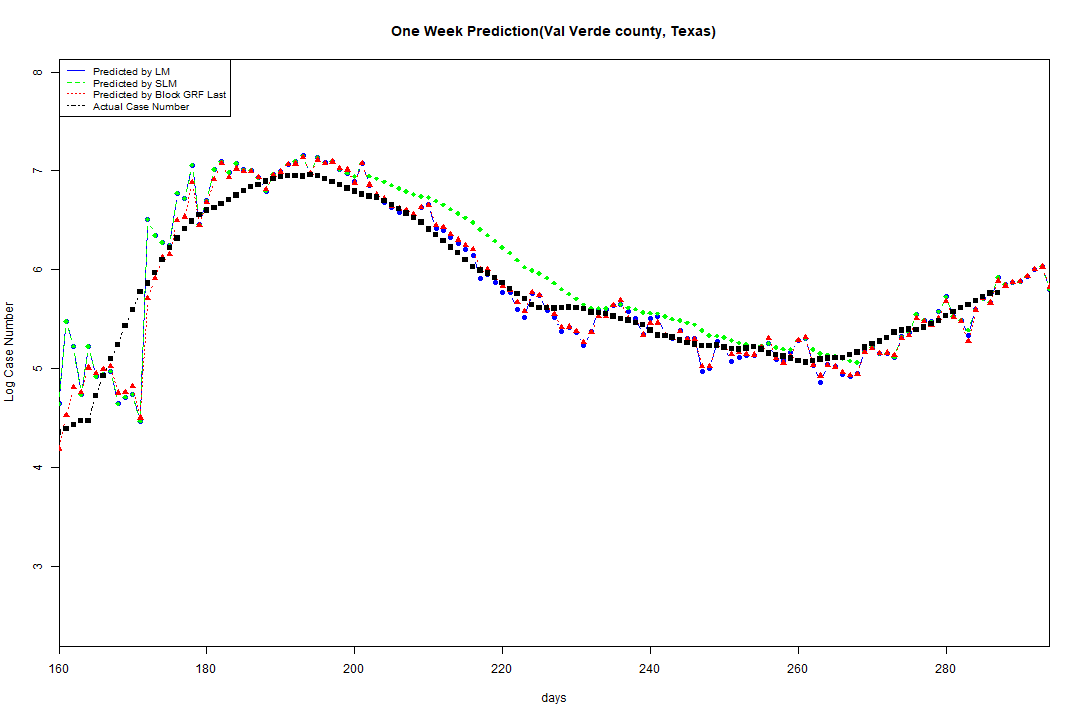 One Week Prediction(Val Verde county, Texas)
Predicted by LM
Predicted by SLM
Predicted by Block GRF Last
Actual Case Number
8
7
6
5
4
3
Log Case Number
160 180 200 220 240 260 280
days